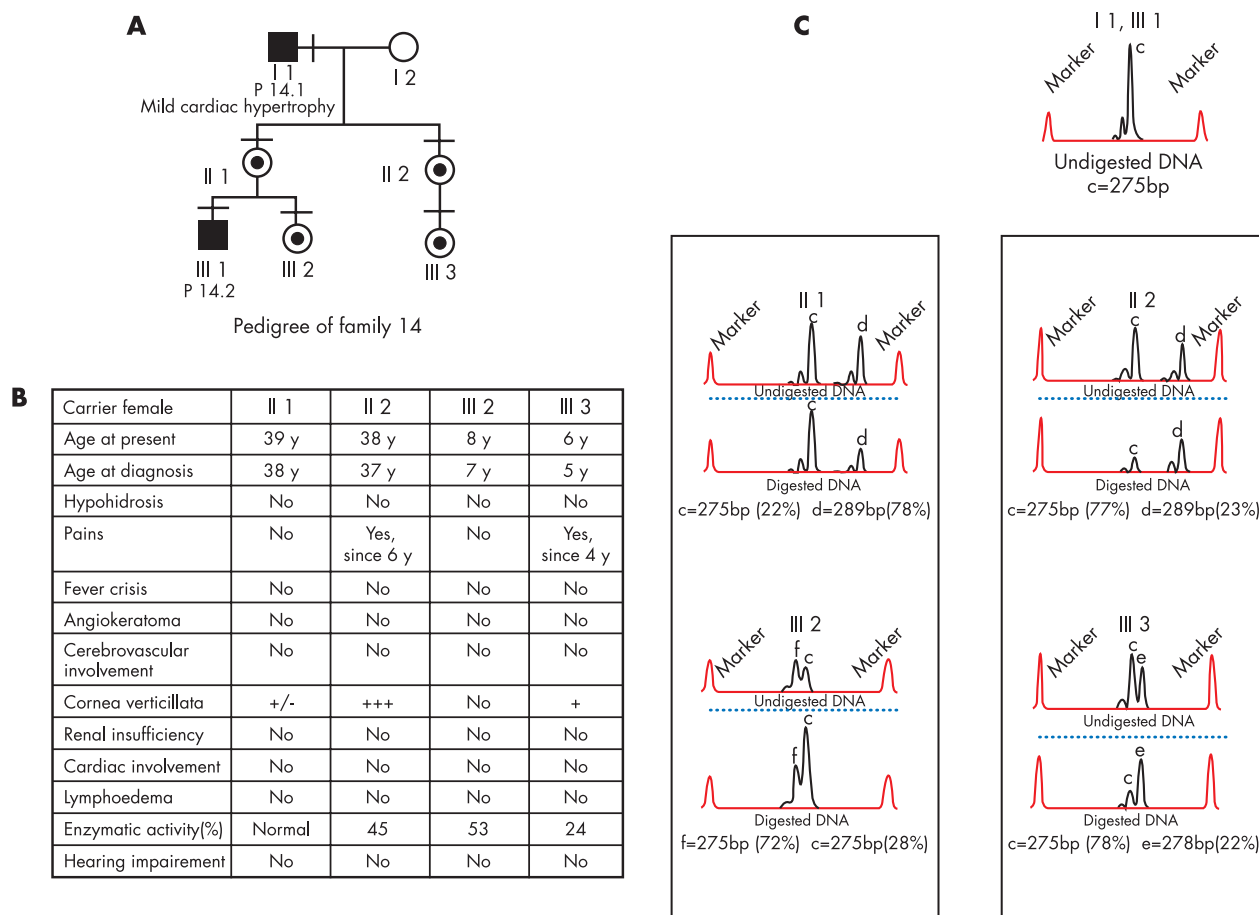 A
I 1
P 14.1
Mild cardiac hypertrophy
I 2
II 1
II 2
III 1
P 14.2
III 2
III 3
Pedigree of family 14
B
Carrier female II 1 II 2 III 2 III 3
Age at present 39 y 38 y 8 y 6 y
Age at diagnosis 38 y 37 y 7 y 5 y
Hypohidrosis No No No No
Pains No Yes, since 6 y No Yes, since 4 y
Fever crisis No No No No
Angiokeratoma No No No No
Cerebrovascular
involvement No No No No
Cornea verticillata +/- +++ No +
Renal insufficiency No No No No
Cardiac involvement No No No No
Lymphoedema No No No No
Enzymatic activity(%) Normal 45 53 24
Hearing impairement No No No No
C
I 1, III 1
Marker c Marker
Undigested DNA
c=275bp
II 1
Marker c d Marker
Undigested DNA
c d
Digested DNA
c=275bp (22%) d=289bp(78%)
II 2
Marker c d Marker
Undigested DNA
c d
Digested DNA
c=275bp (77%) d=289bp(23%)
III 2
Marker f c Marker
Undigested DNA
f c
Digested DNA
f=275bp (72%) c=275bp(28%)
III 3
Marker c e Marker
Undigested DNA
c e
Digested DNA
c=275bp (78%) e=278bp(22%)